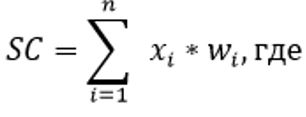 SC = ∑_{i=1}^{n} x_i * w_i, где